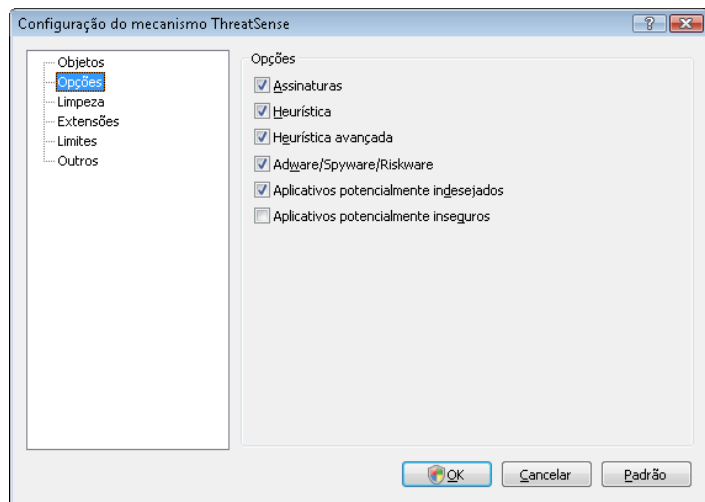 Configuração do mecanismo ThreatSense
Objetos
Opções
Limpeza
Extensões
Limites
Outros
Opções
Assinaturas
Heurística
Heurística avançada
Adware/Spyware/Riskware
Aplicativos potencialmente indesejados
Aplicativos potencialmente inseguros
OK
Cancelar
Padrão